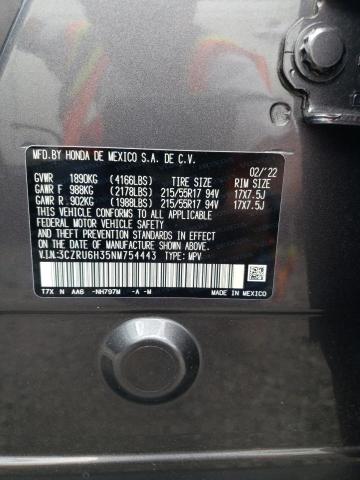 MFD.BY HONDA DE MEXICO S.A. DE C.V.
02/'22
GVWR 1890KG (4166LBS) TIRE SIZE RIM SIZE
GAWR F 988KG (2178LBS) 215/55R17 94V 17X7.5J
GAWR R 902KG (1988LBS) 215/55R17 94V 17X7.5J
THIS VEHICLE CONFORMS TO ALL APPLICABLE
FEDERAL MOTOR VEHICLE SAFETY STANDARDS IN
EFFECT ON THE DATE OF MANUFACTURE SHOWN ABOVE.
V.I.N:3CZRU6H35NM754443 TYPE: MPV
T7X N AA6 -NH797M -A -M
MADE IN MEXICO